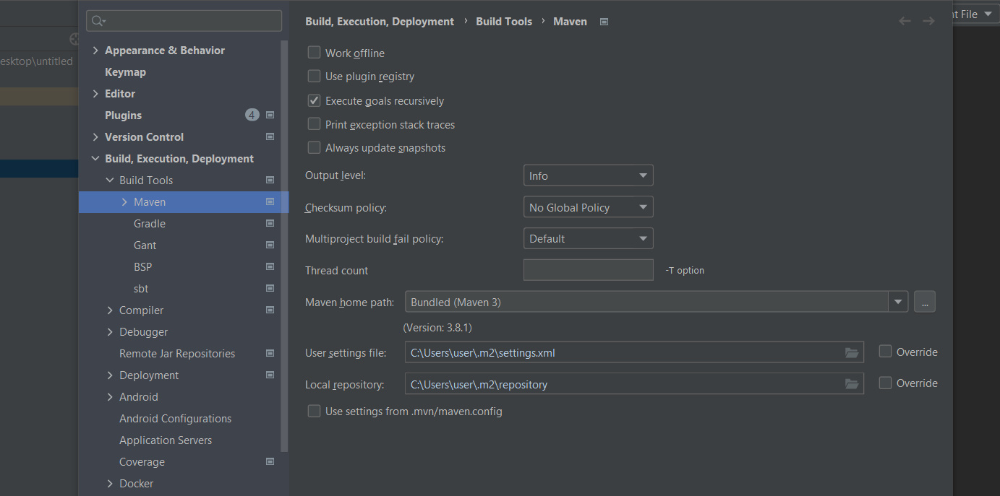 Build, Execution, Deployment › Build Tools › Maven
nt File
esktop\untitled
Appearance & Behavior
Keymap
Editor
Plugins 4
Version Control
Build, Execution, Deployment
Build Tools
Maven
Gradle
Gant
BSP
sbt
Compiler
Debugger
Remote Jar Repositories
Deployment
Android
Android Configurations
Application Servers
Coverage
Docker
Work offline
Use plugin registry
Execute goals recursively
Print exception stack traces
Always update snapshots
Output level: Info
Checksum policy: No Global Policy
Multiproject build fail policy: Default
Thread count -T option
Maven home path: Bundled (Maven 3) ...
(Version: 3.8.1)
User settings file: C:\Users\user\.m2\settings.xml Override
Local repository: C:\Users\user\.m2\repository Override
Use settings from .mvn/maven.config